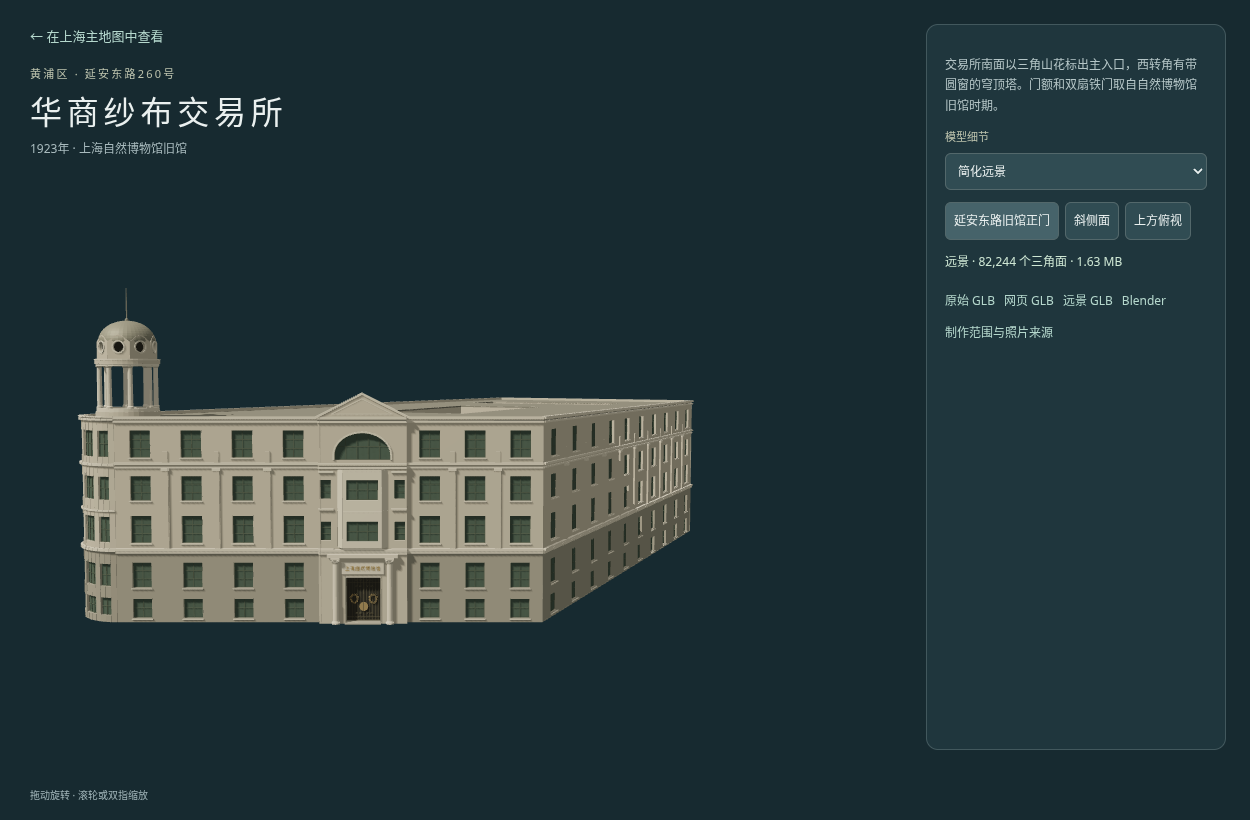 ← 在上海主地图中查看
黄浦区 · 延安东路260号
华商纱布交易所
1923年 · 上海自然博物馆旧馆
交易所南面以三角山花标出主入口，西转角有带
圆窗的穹顶塔。门额和双扇铁门取自自然博物馆
旧馆时期。
模型细节
简化远景
延安东路旧馆正门 斜侧面 上方俯视
远景 · 82,244 个三角面 · 1.63 MB
原始 GLB 网页 GLB 远景 GLB Blender
制作范围与照片来源
拖动旋转 · 滚轮或双指缩放